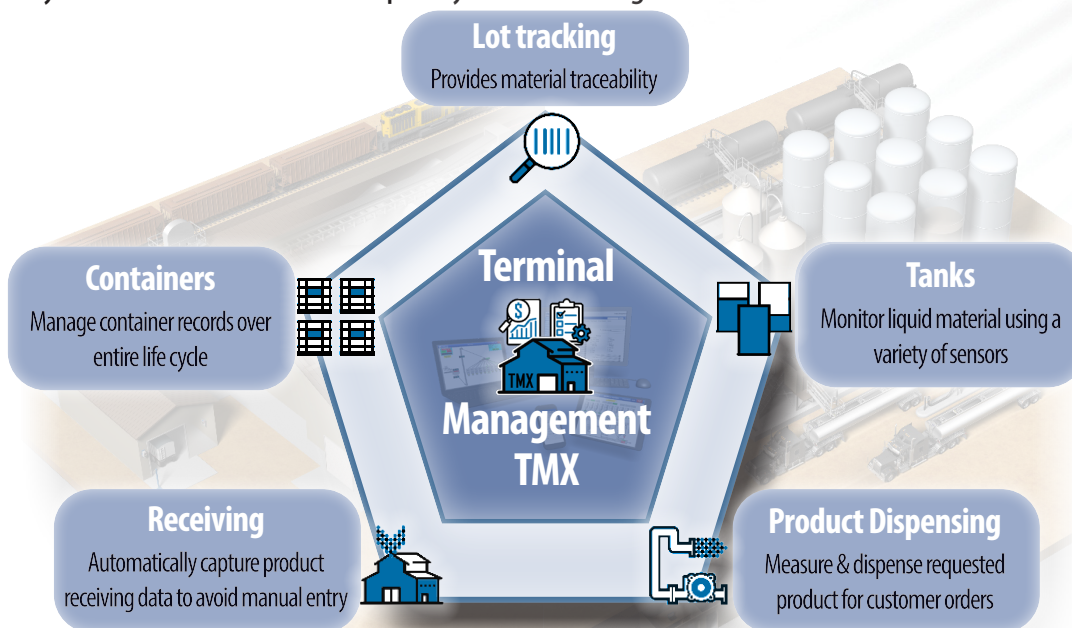 Lot tracking
Provides material traceability
Containers
Manage container records over
entire life cycle
Terminal
TMX
Management
TMX
Tanks
Monitor liquid material using a
variety of sensors
Receiving
Automatically capture product
receiving data to avoid manual entry
Product Dispensing
Measure & dispense requested
product for customer orders